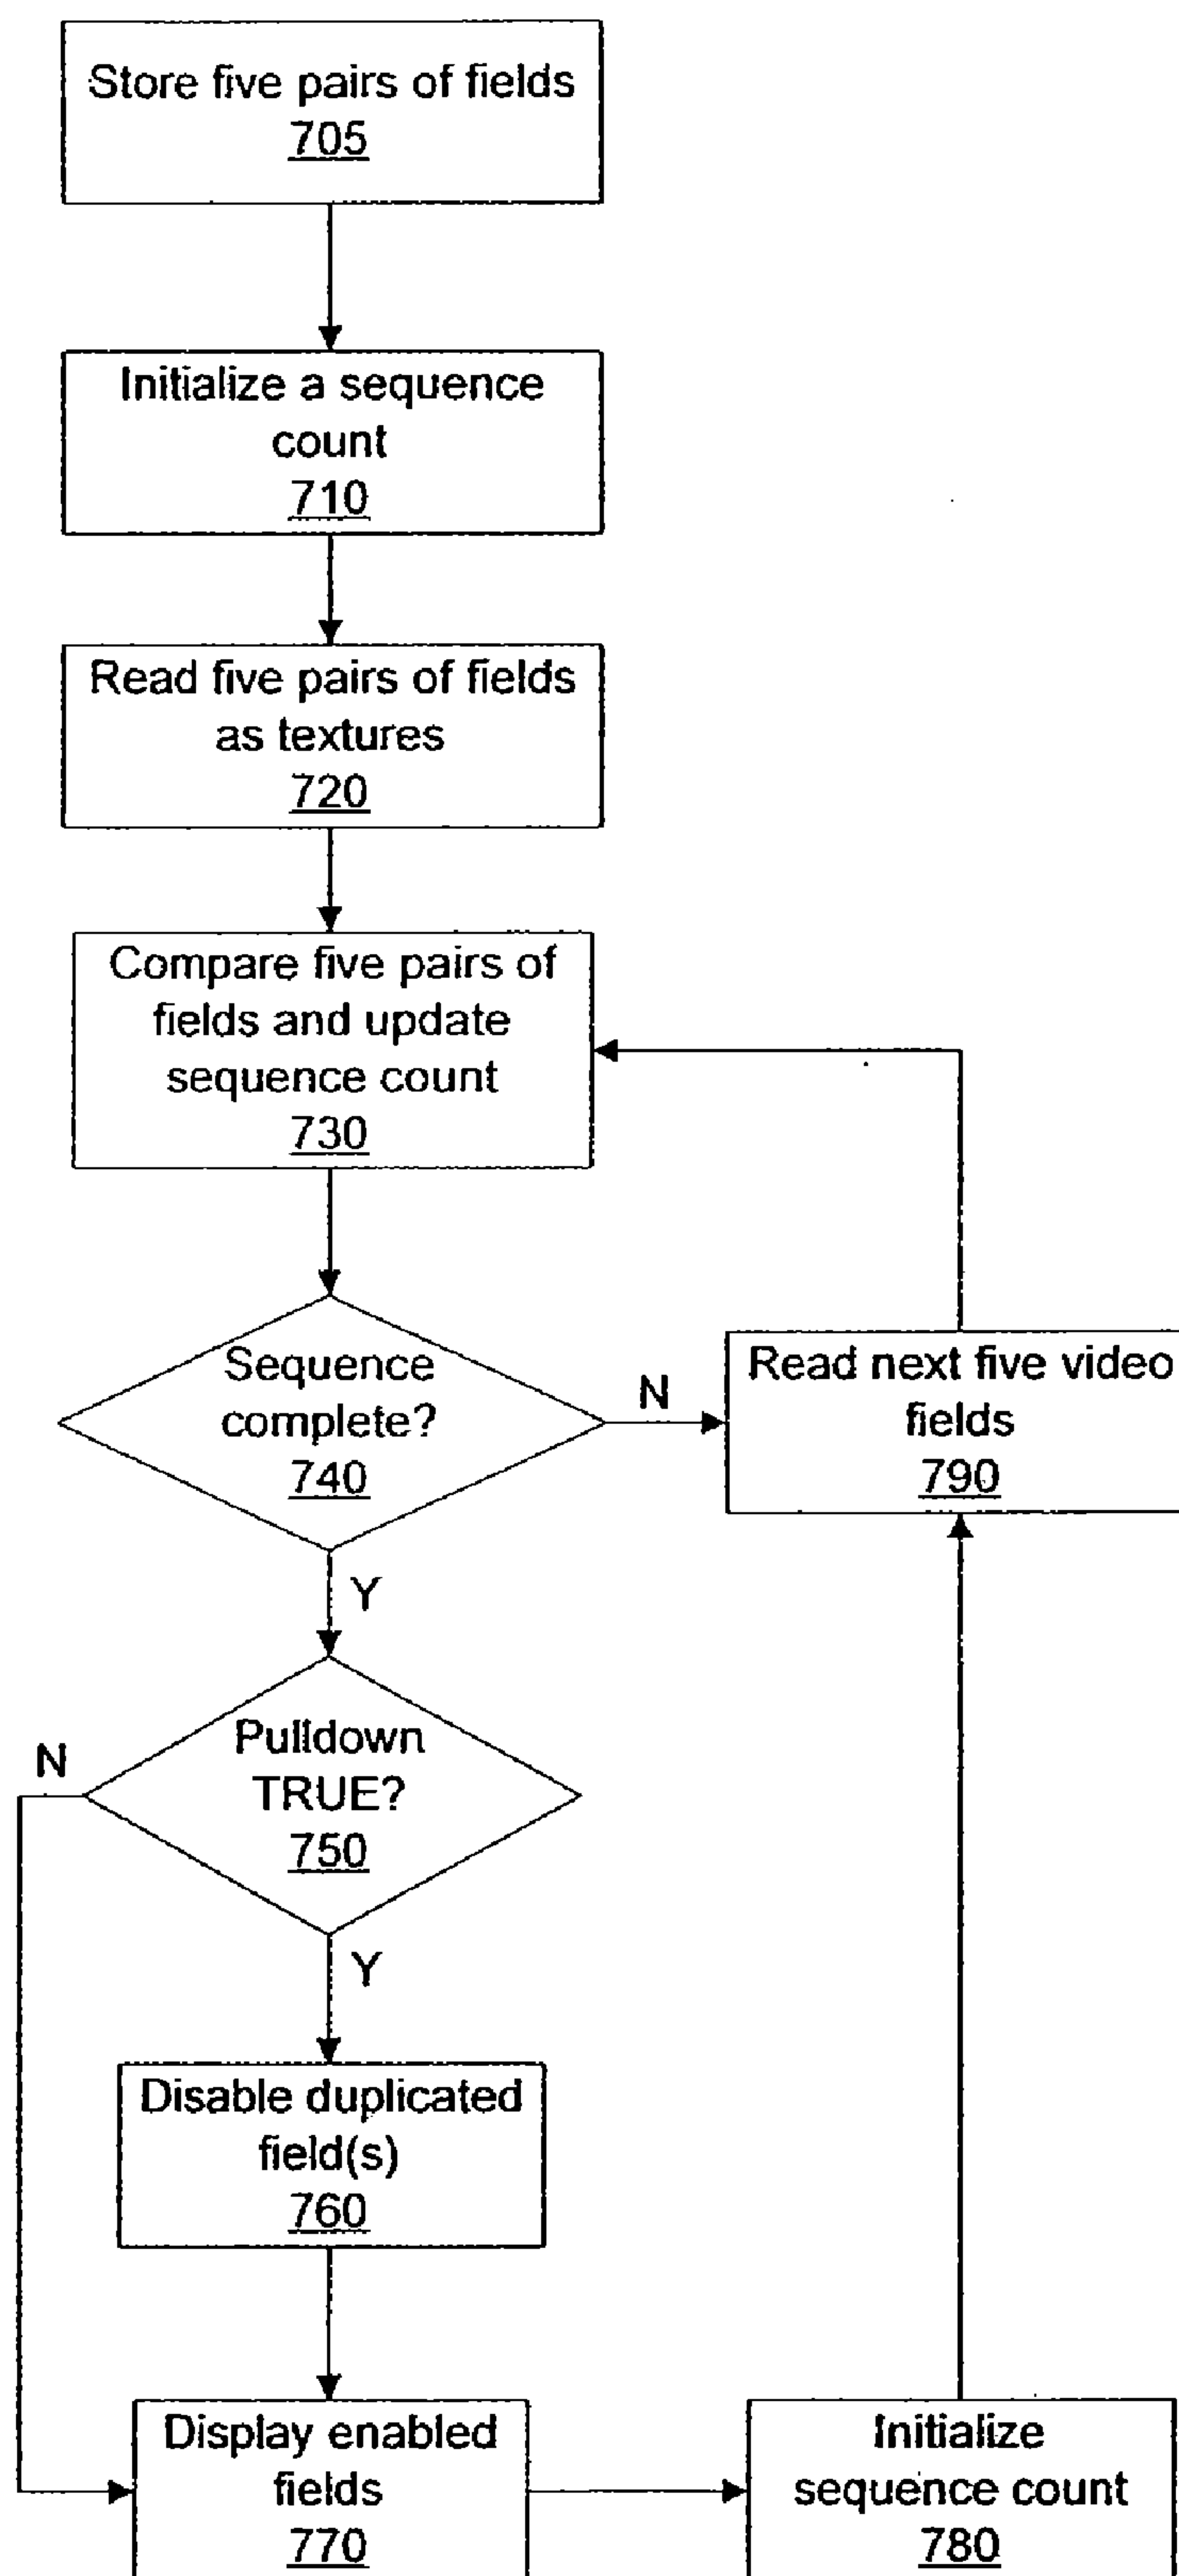 Store five pairs of fields
705
Initialize a sequence
count
710
Read five pairs of fields
as textures
720
Compare five pairs of
fields and update
sequence count
730
Sequence
complete?
740
N
Read next five video
fields
790
Y
Pulldown
TRUE?
750
N
Y
Disable duplicated
field(s)
760
Display enabled
fields
770
Initialize
sequence count
780